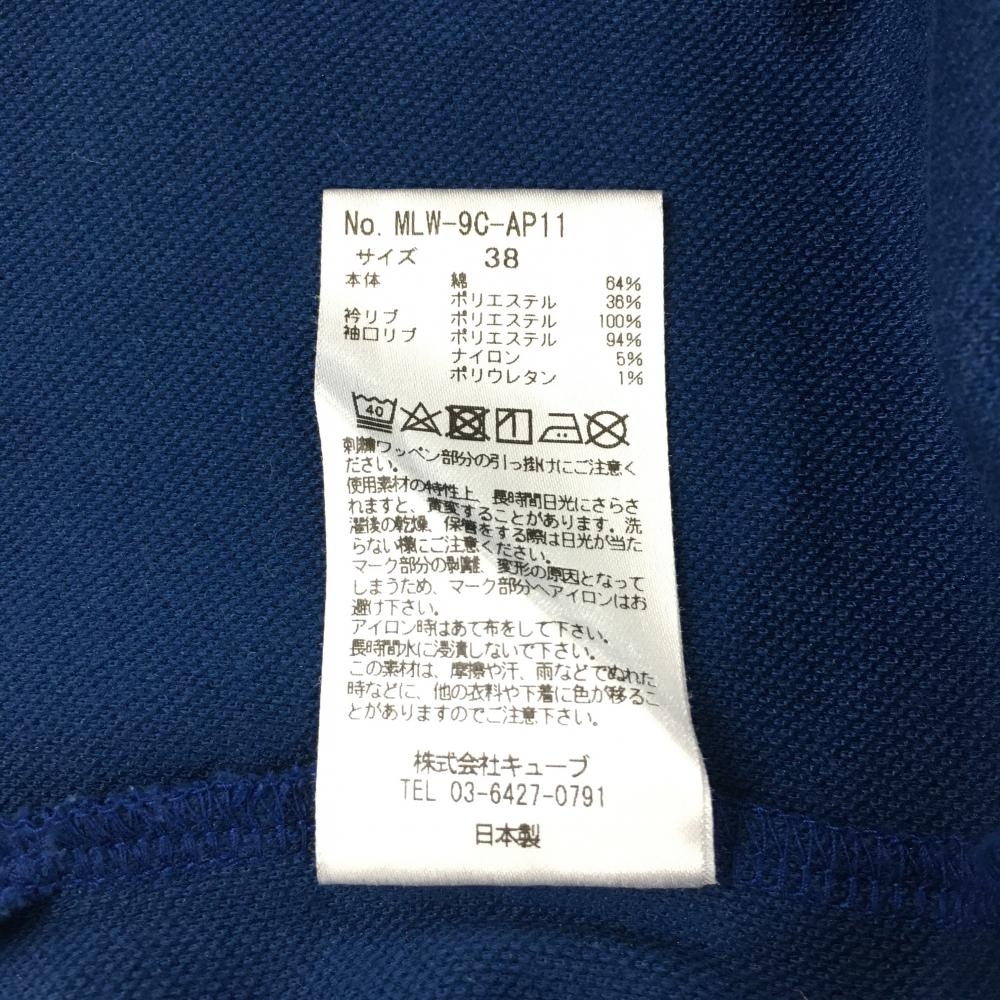 No. MLW-9C-AP11
サイズ 38
本体 綿 64%
ポリエステル 36%
衿リブ ポリエステル 100%
袖口リブ ポリエステル 94%
ナイロン 5%
ポリウレタン 1%
40
刺繍ワッペン部分の引っ掛けにご注意く
ださい。
使用素材の特性上、長時間日光にさらさ
れますと、黄変することがあります。洗
濯後の乾燥、保管をする際は日光が当た
らない様にご注意ください。
マーク部分の剥離、変形の原因となって
しまうため、マーク部分へアイロンはお
避け下さい。
アイロン時はあて布をして下さい。
長時間水に浸漬しないで下さい。
この素材は、摩擦や汗、雨などでぬれた
時などに、他の衣料や下着に色が移るこ
とがありますのでご注意下さい。
株式会社キューブ
TEL 03-6427-0791
日本製